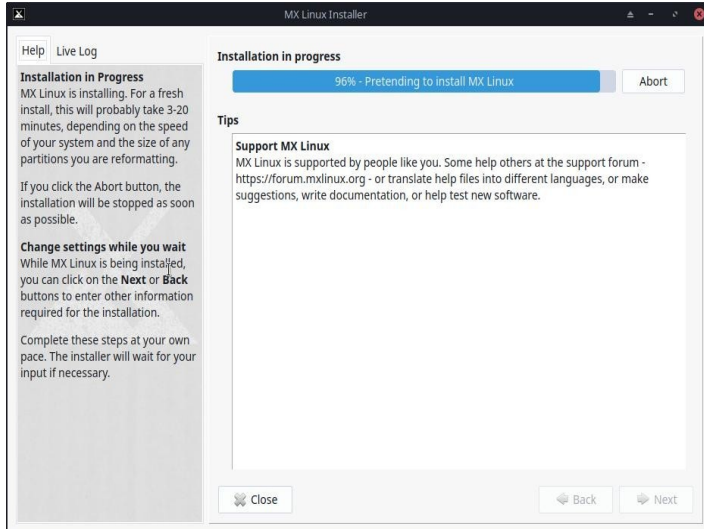 MX Linux Installer
Help Live Log
Installation in Progress
MX Linux is installing. For a fresh
install, this will probably take 3-20
minutes, depending on the speed
of your system and the size of any
partitions you are reformatting.
If you click the Abort button, the
installation will be stopped as soon
as possible.
Change settings while you wait
While MX Linux is being installed,
you can click on the Next or Back
buttons to enter other information
required for the installation.
Complete these steps at your own
pace. The installer will wait for your
input if necessary.
Installation in progress
96% - Pretending to install MX Linux
Abort
Tips
Support MX Linux
MX Linux is supported by people like you. Some help others at the support forum -
https://forum.mxlinux.org - or translate help files into different languages, or make
suggestions, write documentation, or help test new software.
Close
Back
Next